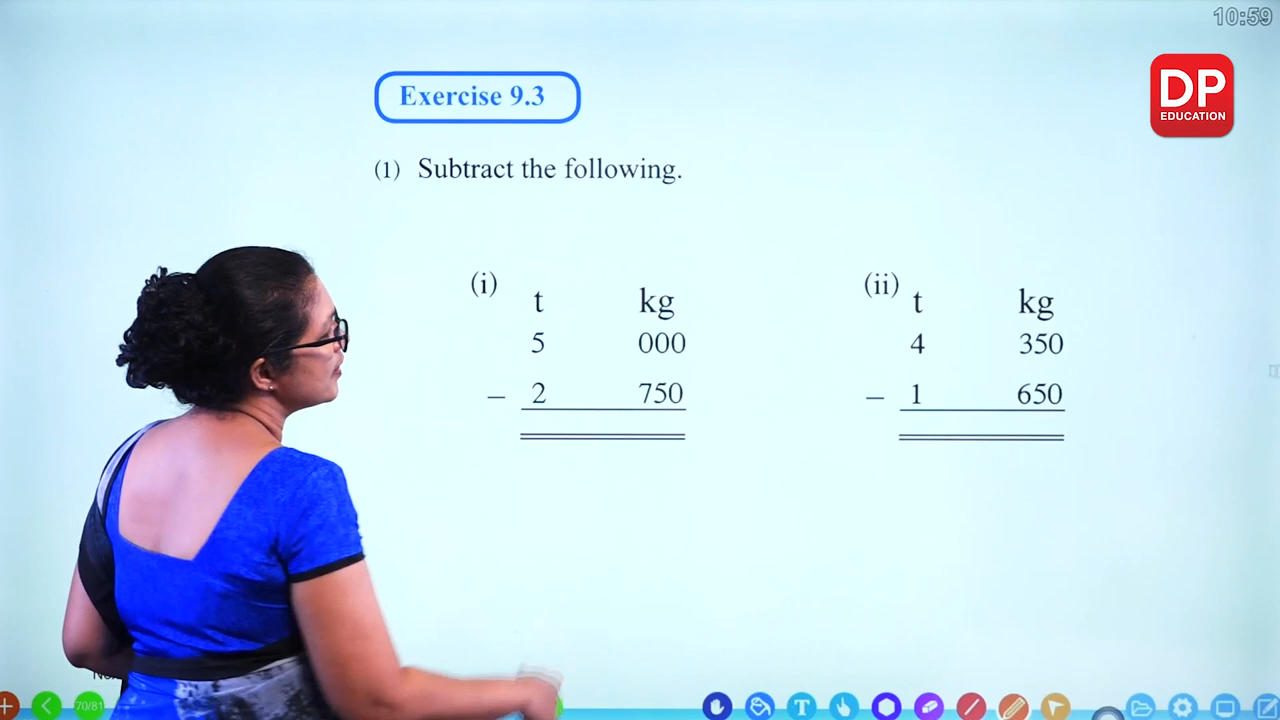 10:59
DP
EDUCATION
Exercise 9.3
(1) Subtract the following.
(i) (ii)
t kg t kg
5 000 4 350
– 2 750 – 1 650
70/81